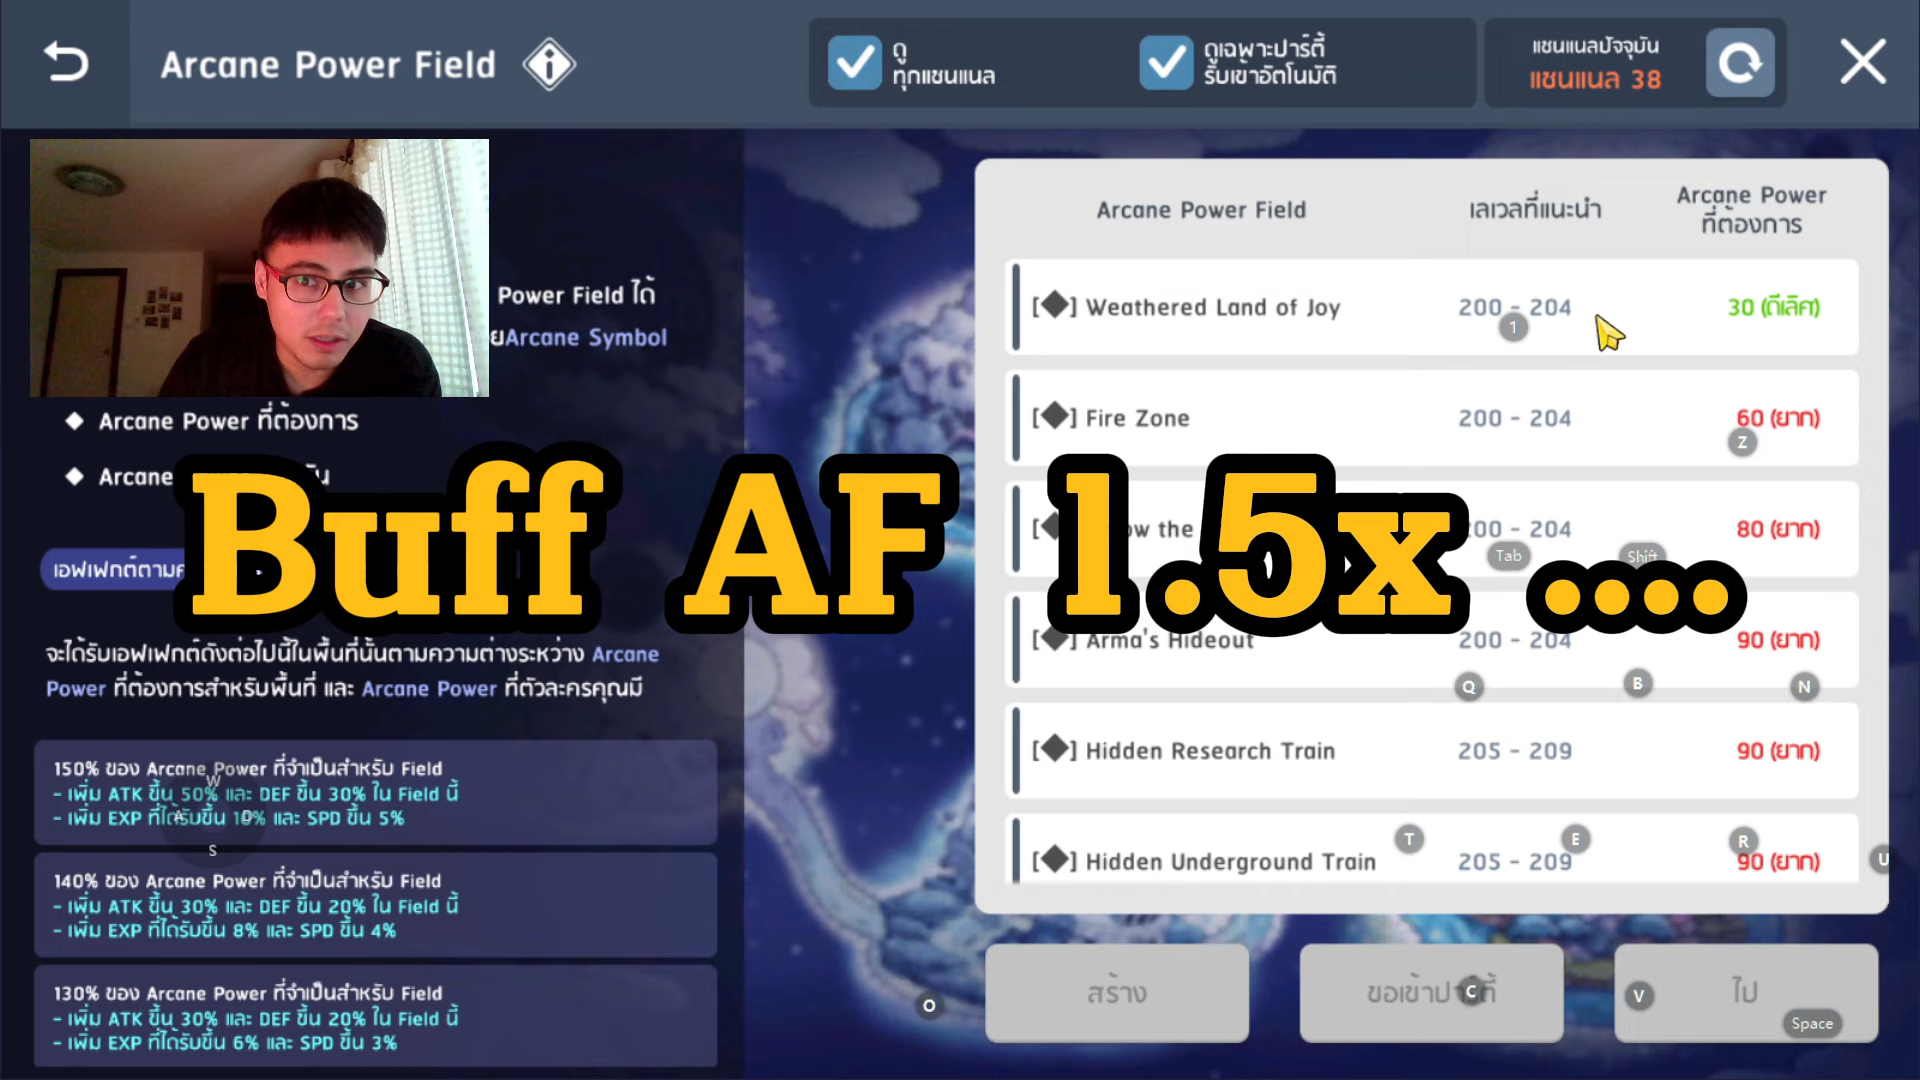 Arcane Power Field
ดู
ทุกแชนแนล
ดูเฉพาะปาร์ตี้
รับเข้าอัตโนมัติ
แชนแนลปัจจุบัน
แชนแนล 38
Power Field ได้
Arcane Symbol
◆ Arcane Power ที่ต้องการ
◆ Arcane
Buff AF 1.5x ....
เอฟเฟกต์ตาม
จะได้รับเอฟเฟกต์ดังต่อไปนี้ในพื้นที่นั้นตามความต่างระหว่าง Arcane
Power ที่ต้องการสำหรับพื้นที่ และ Arcane Power ที่ตัวละครคุณมี
150% ของ Arcane Power ที่จำเป็นสำหรับ Field
- เพิ่ม ATK ขึ้น 50% และ DEF ขึ้น 30% ใน Field นี้
- เพิ่ม EXP ที่ได้รับขึ้น 10% และ SPD ขึ้น 5%
140% ของ Arcane Power ที่จำเป็นสำหรับ Field
- เพิ่ม ATK ขึ้น 30% และ DEF ขึ้น 20% ใน Field นี้
- เพิ่ม EXP ที่ได้รับขึ้น 8% และ SPD ขึ้น 4%
130% ของ Arcane Power ที่จำเป็นสำหรับ Field
- เพิ่ม ATK ขึ้น 30% และ DEF ขึ้น 20% ใน Field นี้
- เพิ่ม EXP ที่ได้รับขึ้น 6% และ SPD ขึ้น 3%
W
A D
S
Arcane Power Field เลเวลที่แนะนำ Arcane Power
ที่ต้องการ
[◆] Weathered Land of Joy 200 - 204 30 (ดีเลิศ)
1
[◆] Fire Zone 200 - 204 60 (ยาก)
Z
the 200 - 204 80 (ยาก)
Tab Shift
[◆] Arma's Hideout 200 - 204 90 (ยาก)
Q B N
[◆] Hidden Research Train 205 - 209 90 (ยาก)
T E R U
[◆] Hidden Underground Train 205 - 209 90 (ยาก)
สร้าง ขอเข้าปาร์ตี้ ไป
O C V
Space